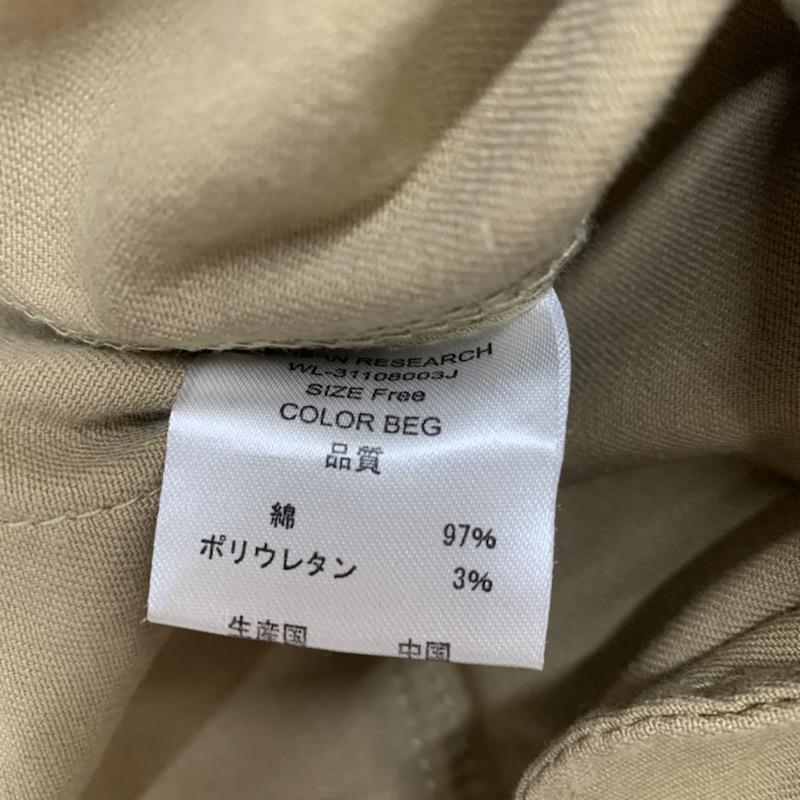 RESEARCH
WL-31108003J
SIZE Free
COLOR BEG
品質
綿 97%
ポリウレタン 3%
生産国 中国